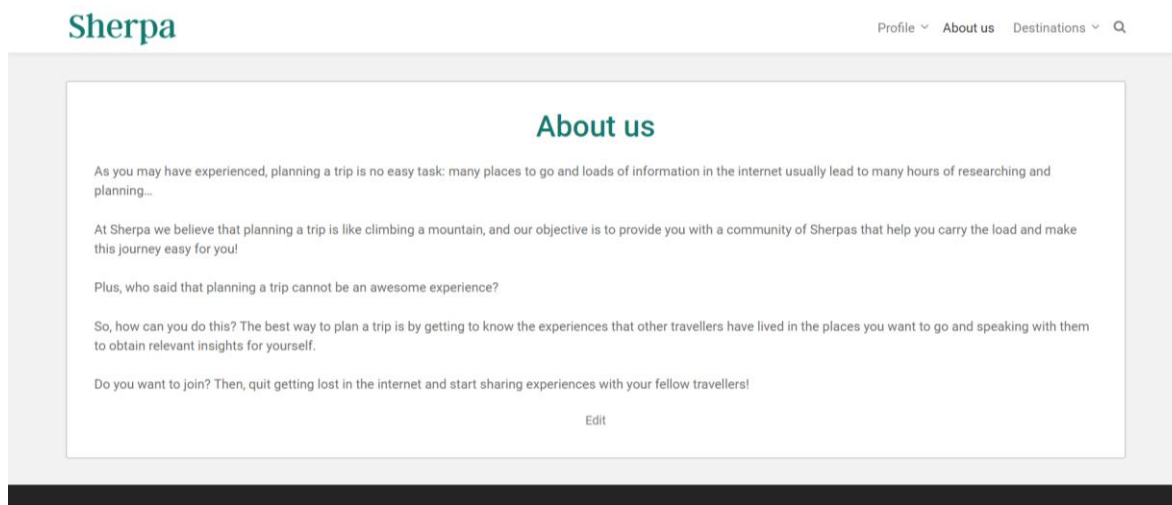 Sherpa
Profile About us Destinations
About us
As you may have experienced, planning a trip is no easy task: many places to go and loads of information in the internet usually lead to many hours of researching and
planning...
At Sherpa we believe that planning a trip is like climbing a mountain, and our objective is to provide you with a community of Sherpas that help you carry the load and make
this journey easy for you!
Plus, who said that planning a trip cannot be an awesome experience?
So, how can you do this? The best way to plan a trip is by getting to know the experiences that other travellers have lived in the places you want to go and speaking with them
to obtain relevant insights for yourself.
Do you want to join? Then, quit getting lost in the internet and start sharing experiences with your fellow travellers!
Edit